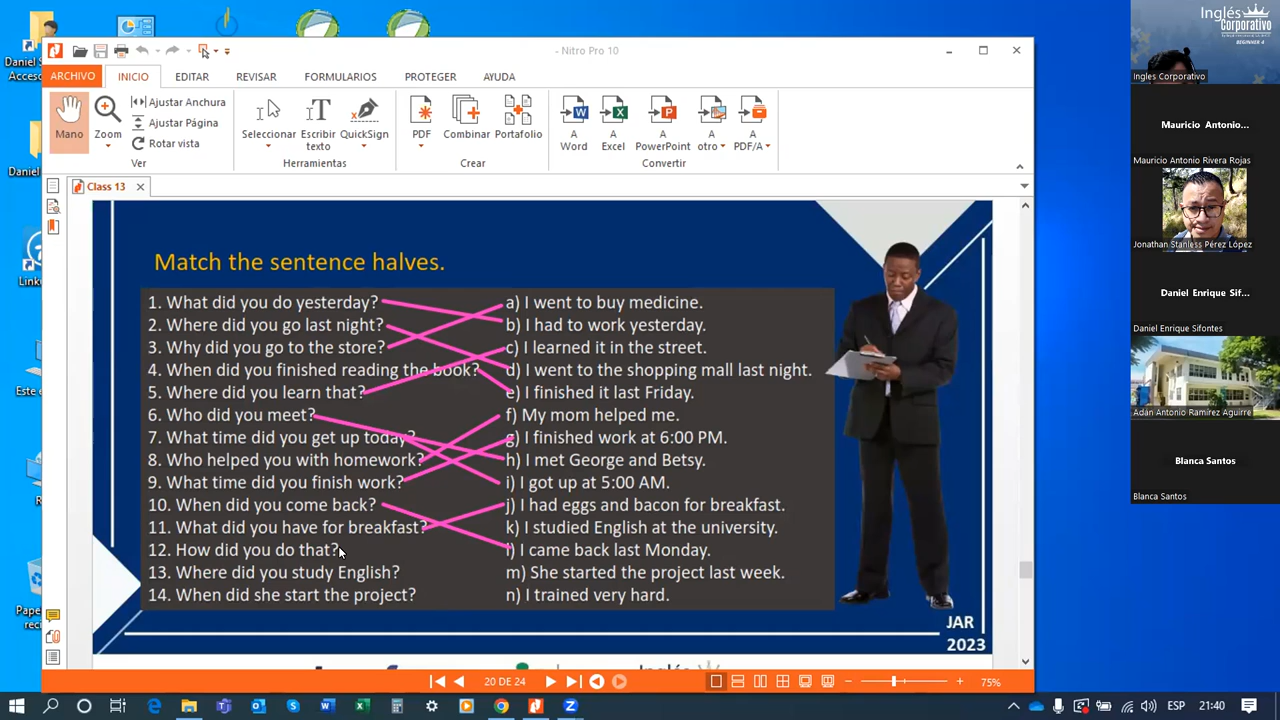 Daniel S
Acceso
Daniel
Linke
Este e
Pape
reci
- Nitro Pro 10
ARCHIVO
INICIO
EDITAR
REVISAR
FORMULARIOS
PROTEGER
AYUDA
Mano
Zoom
Ajustar Anchura
Ajustar Página
Rotar vista
Ver
Seleccionar
Escribir
texto
QuickSign
Herramientas
PDF
Combinar
Portafolio
Crear
A
Word
A
Excel
A
PowerPoint
A
otro
A
PDF/A
Convertir
Class 13
Match the sentence halves.
1. What did you do yesterday?
2. Where did you go last night?
3. Why did you go to the store?
4. When did you finished reading the book?
5. Where did you learn that?
6. Who did you meet?
7. What time did you get up today?
8. Who helped you with homework?
9. What time did you finish work?
10. When did you come back?
11. What did you have for breakfast?
12. How did you do that?
13. Where did you study English?
14. When did she start the project?
a) I went to buy medicine.
b) I had to work yesterday.
c) I learned it in the street.
d) I went to the shopping mall last night.
e) I finished it last Friday.
f) My mom helped me.
g) I finished work at 6:00 PM.
h) I met George and Betsy.
i) I got up at 5:00 AM.
j) I had eggs and bacon for breakfast.
k) I studied English at the university.
l) I came back last Monday.
m) She started the project last week.
n) I trained very hard.
JAR
2023
20 DE 24
75%
ESP
21:40
Inglés
Corporativo
BEGINNER 4
Ingles Corporativo
Mauricio Antonio...
Mauricio Antonio Rivera Rojas
Jonathan Stanless Pérez López
Daniel Enrique Sif...
Daniel Enrique Sifontes
Adán Antonio Ramírez Aguirre
Blanca Santos
Blanca Santos